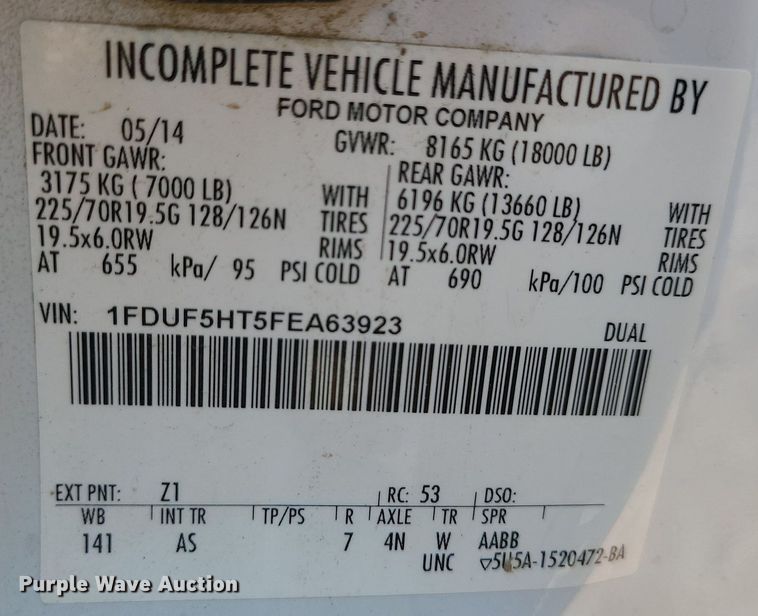 INCOMPLETE VEHICLE MANUFACTURED BY
FORD MOTOR COMPANY
DATE: 05/14 GVWR: 8165 KG (18000 LB)
FRONT GAWR: REAR GAWR:
3175 KG ( 7000 LB) WITH 6196 KG (13660 LB) WITH
225/70R19.5G 128/126N TIRES 225/70R19.5G 128/126N TIRES
19.5x6.0RW RIMS 19.5x6.0RW RIMS
AT 655 kPa/ 95 PSI COLD AT 690 kPa/100 PSI COLD
VIN: 1FDUF5HT5FEA63923 DUAL
EXT PNT: Z1 RC: 53 DSO:
WB INT TR TP/PS R AXLE TR SPR
141 AS 7 4N W AABB
UNC ▽5U5A-1520472-BA
Purple Wave Auction